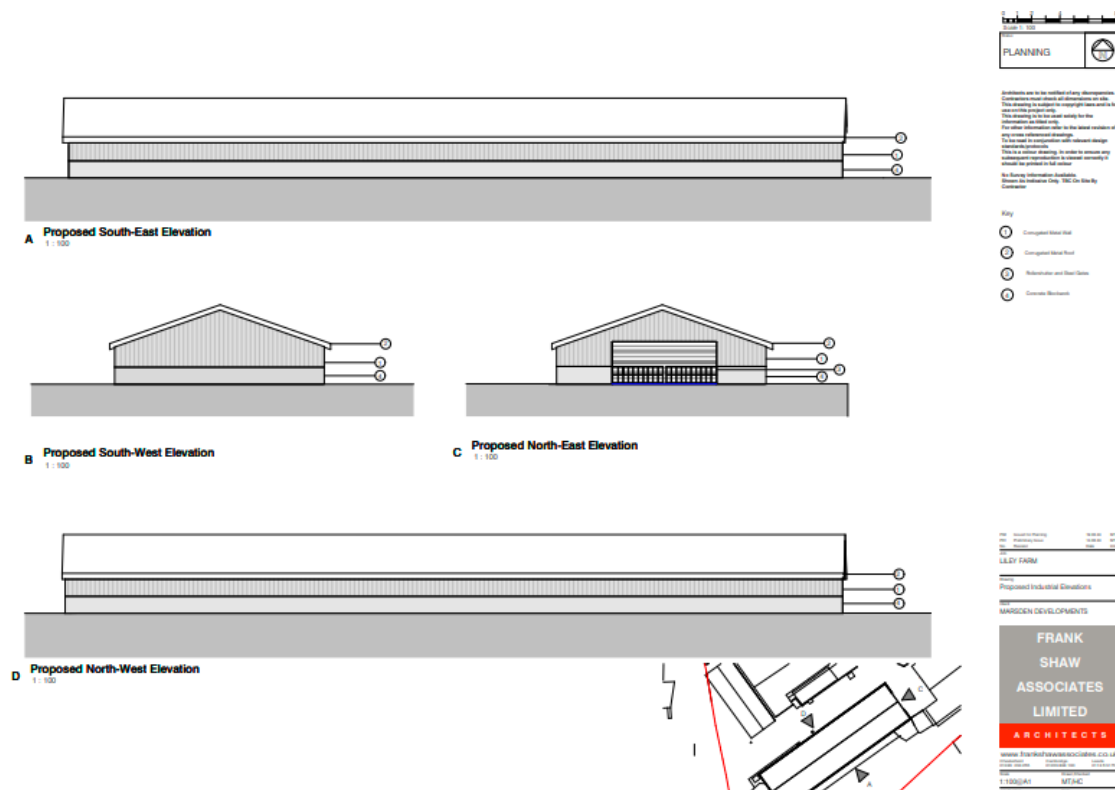 Scale 1: 100
PLANNING
N
Architects are to be notified of any discrepancies.
Contractors must check all dimensions on site.
This drawing is subject to copyright laws and is for
use on this project only.
This drawing is to be used solely for the
information as titled only.
For other information refer to the latest revision of
any cross referenced drawings.
To be read in conjunction with relevant design
standards/protocols
This is a colour drawing. In order to ensure any
subsequent reproduction is viewed correctly it
should be printed in full colour
No Survey Information Available.
Shown As Indicative Only. TBC On Site By
Contractor
Key
1 Corrugated Metal Wall
2 Corrugated Metal Roof
3 Rollershutter and Steel Gates
4 Concrete Blockwork
2
1
4
A Proposed South-East Elevation
1 : 100
2
1
4
B Proposed South-West Elevation
1 : 100
2
1
4
C Proposed North-East Elevation
1 : 100
2
1
4
D Proposed North-West Elevation
1 : 100
C
D
A
LILEY FARM
Proposed Industrial Elevations
MARSDEN DEVELOPMENTS
FRANK
SHAW
ASSOCIATES
LIMITED
ARCHITECTS
www.frankshawassociates.co.u
1:100@A1 MT/HC